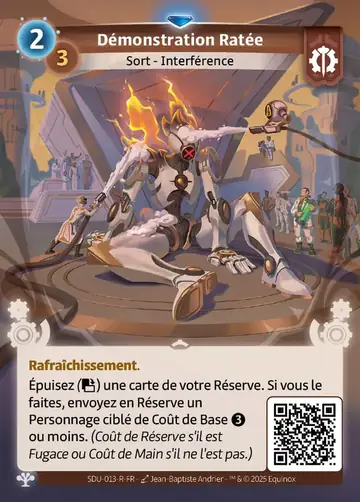 2
3
Démonstration Ratée
Sort - Interférence
Rafraîchissement.
Épuisez () une carte de votre Réserve. Si vous le
faites, envoyez en Réserve un
Personnage ciblé de Coût de Base 3
ou moins. (Coût de Réserve s'il est
Fugace ou Coût de Main s'il ne l'est pas.)
SDU-013-R-FR - Jean-Baptiste Andrier - ™ & © 2025 Equinox